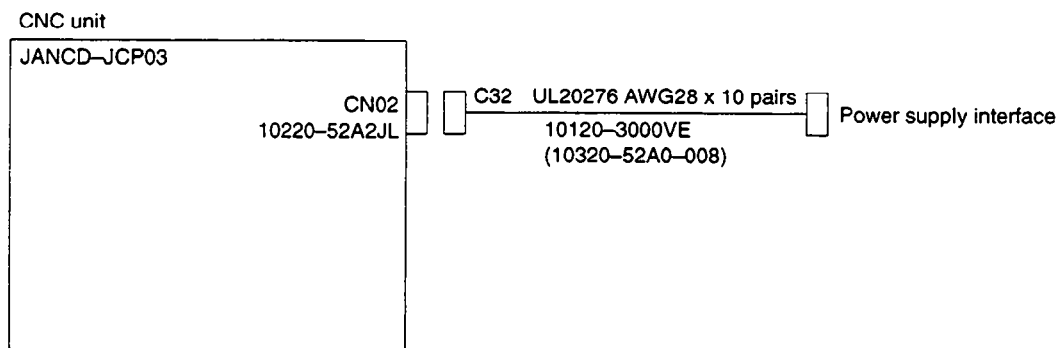 CNC unit
JANCD–JCP03
CN02
10220–52A2JL
C32 UL20276 AWG28 x 10 pairs
10120–3000VE
(10320–52A0–008)
Power supply interface